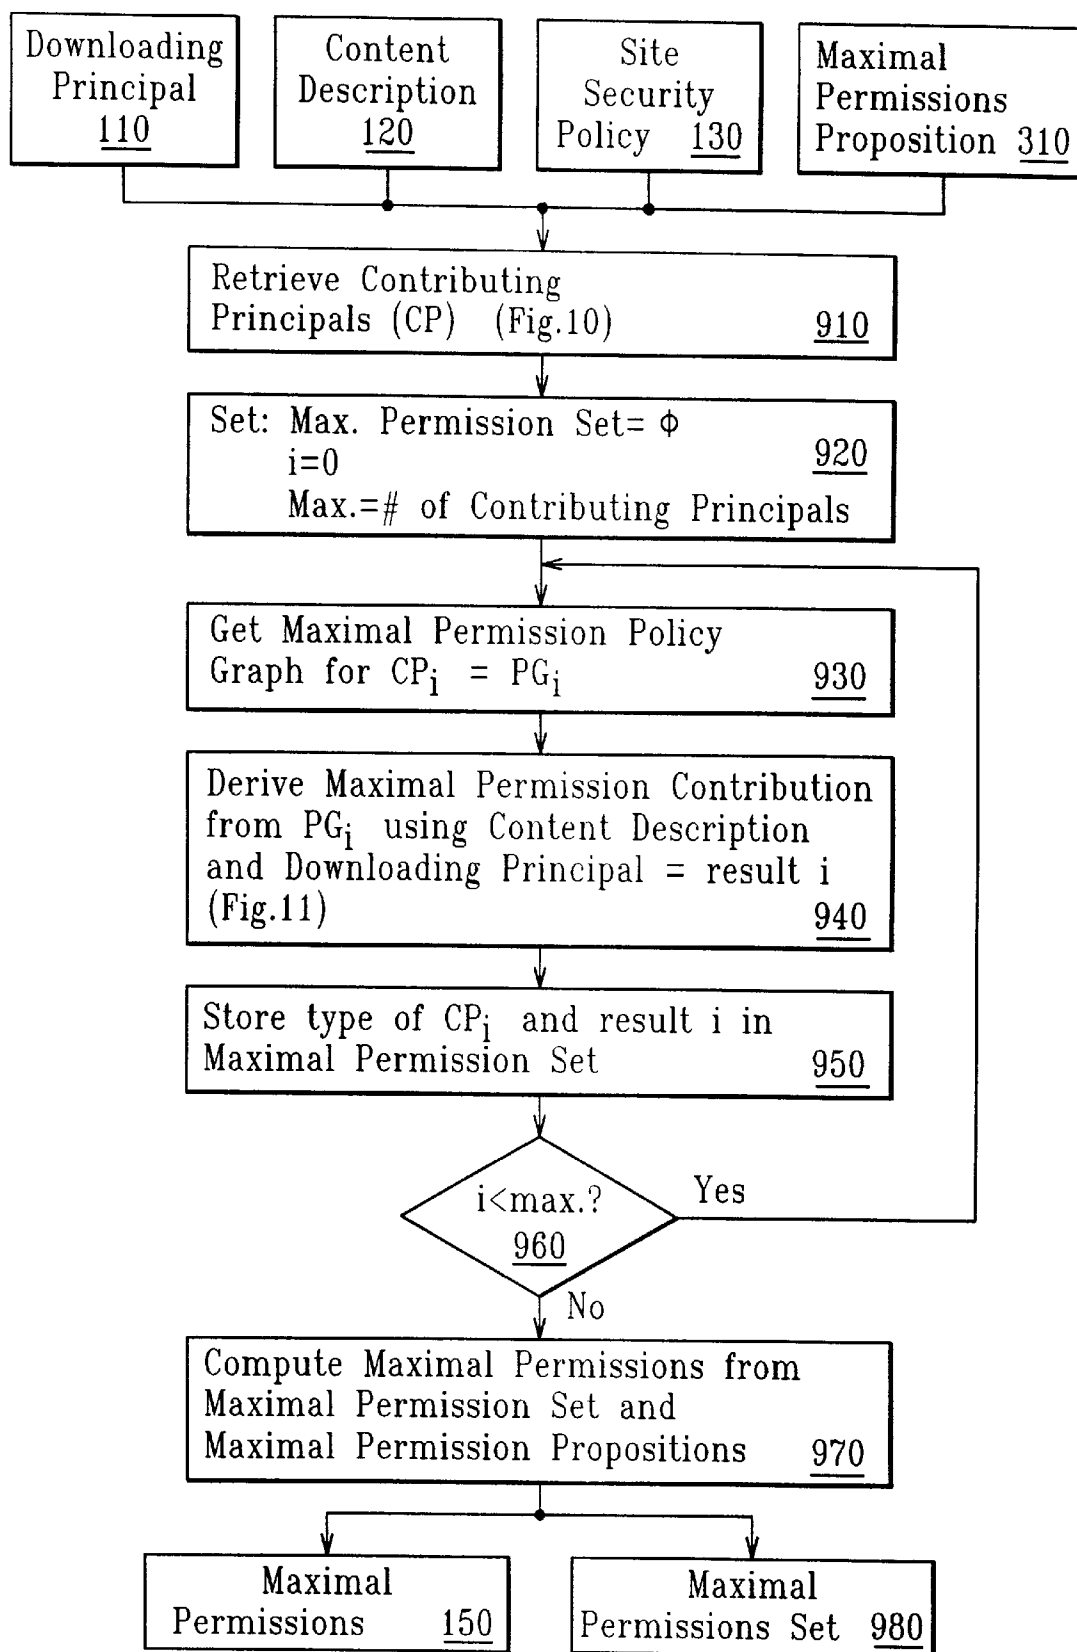 Downloading
Principal
110
Content
Description
120
Site
Security
Policy 130
Maximal
Permissions
Proposition 310
Retrieve Contributing
Principals (CP) (Fig.10)
910
Set: Max. Permission Set= Φ
i=0
920
Max.=# of Contributing Principals
Get Maximal Permission Policy
Graph for CPi = PGi
930
Derive Maximal Permission Contribution
from PGi using Content Description
and Downloading Principal = result i
(Fig.11)
940
Store type of CPi and result i in
Maximal Permission Set
950
i<max.?
960
Yes
No
Compute Maximal Permissions from
Maximal Permission Set and
Maximal Permission Propositions 970
Maximal
Permissions 150
Maximal
Permissions Set 980